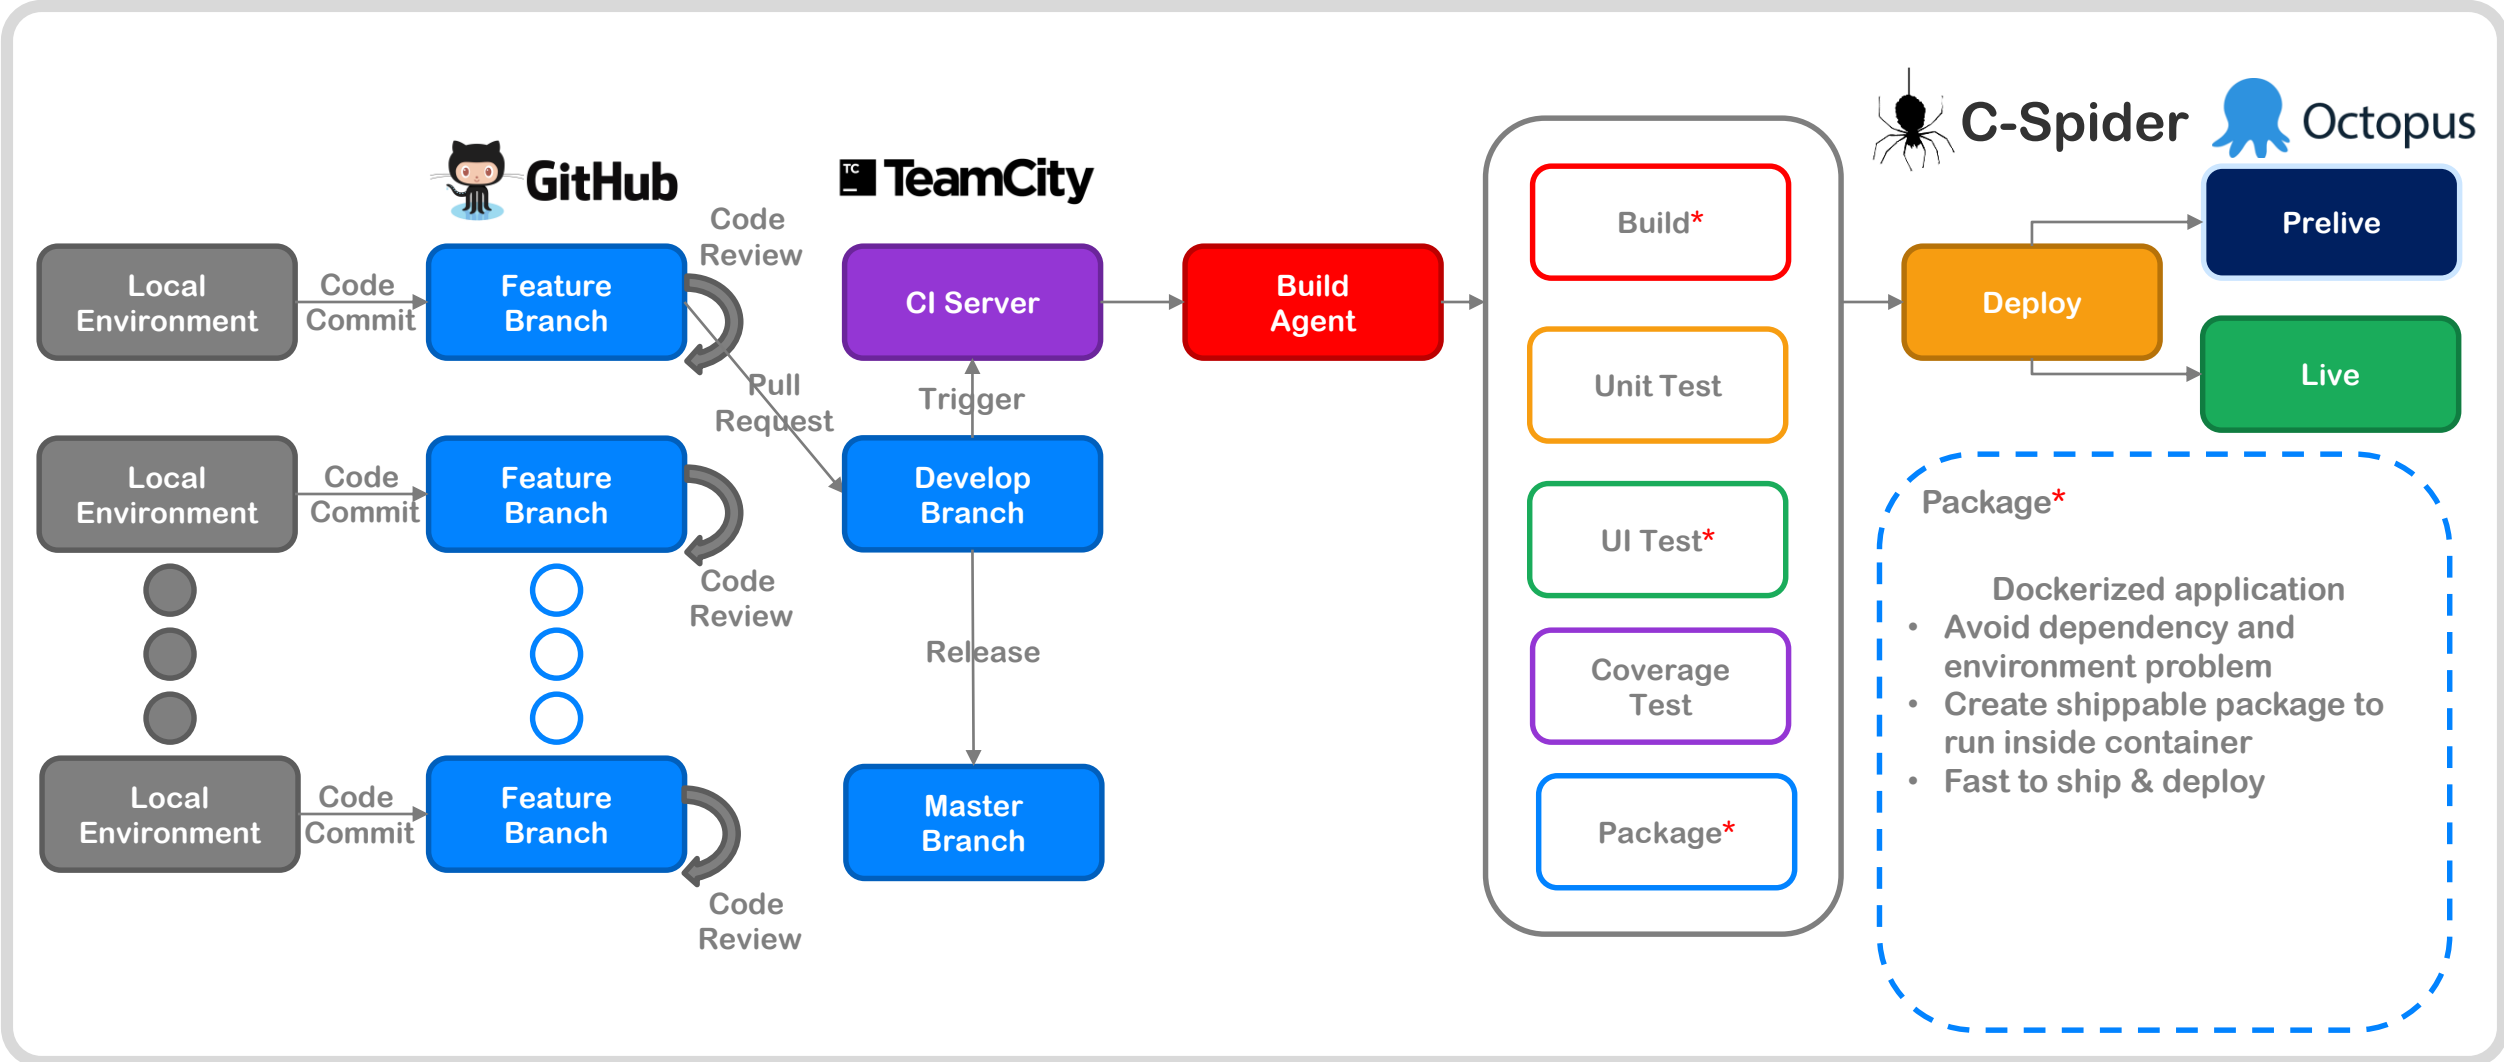 GitHub
TC
TeamCity
C-Spider
Octopus
Local
Environment
Code
Commit
Feature
Branch
Code
Review
Pull
Request
CI Server
Trigger
Build
Agent
Build*
Unit Test
UI Test*
Coverage
Test
Package*
Deploy
Prelive
Live
Local
Environment
Code
Commit
Feature
Branch
Code
Review
Develop
Branch
Release
Local
Environment
Code
Commit
Feature
Branch
Code
Review
Master
Branch
Package*
Dockerized application
• Avoid dependency and
environment problem
• Create shippable package to
run inside container
• Fast to ship & deploy